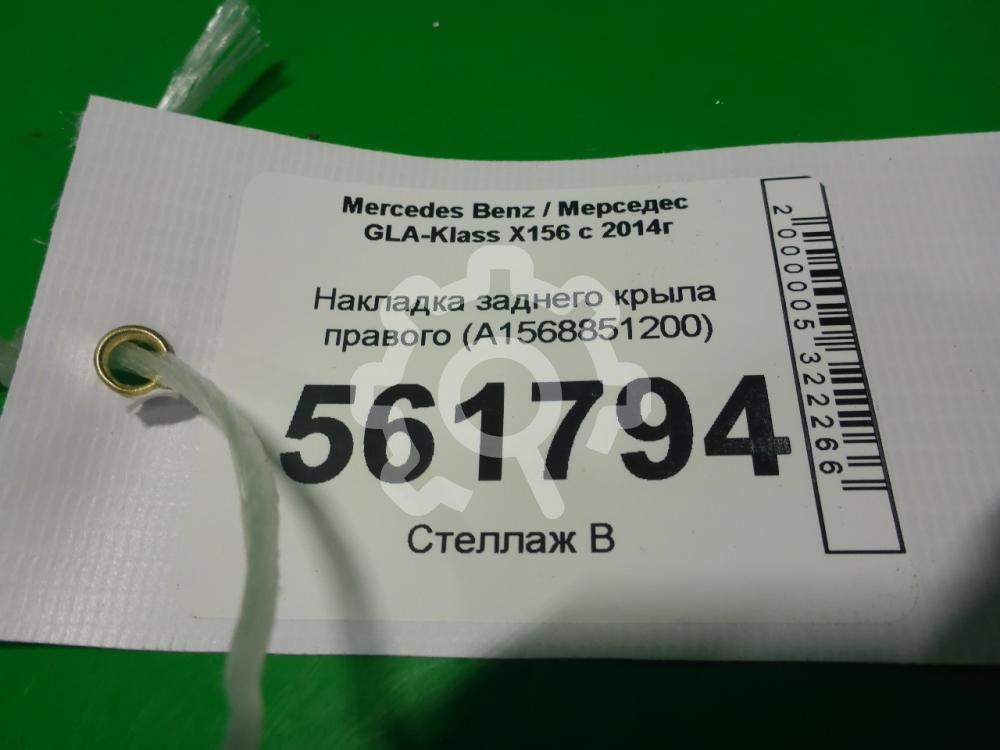 Mercedes Benz / Мерседес
GLA-Klass X156 с 2014г
Накладка заднего крыла
правого (A1568851200)
561794
Стеллаж В
2000005322266